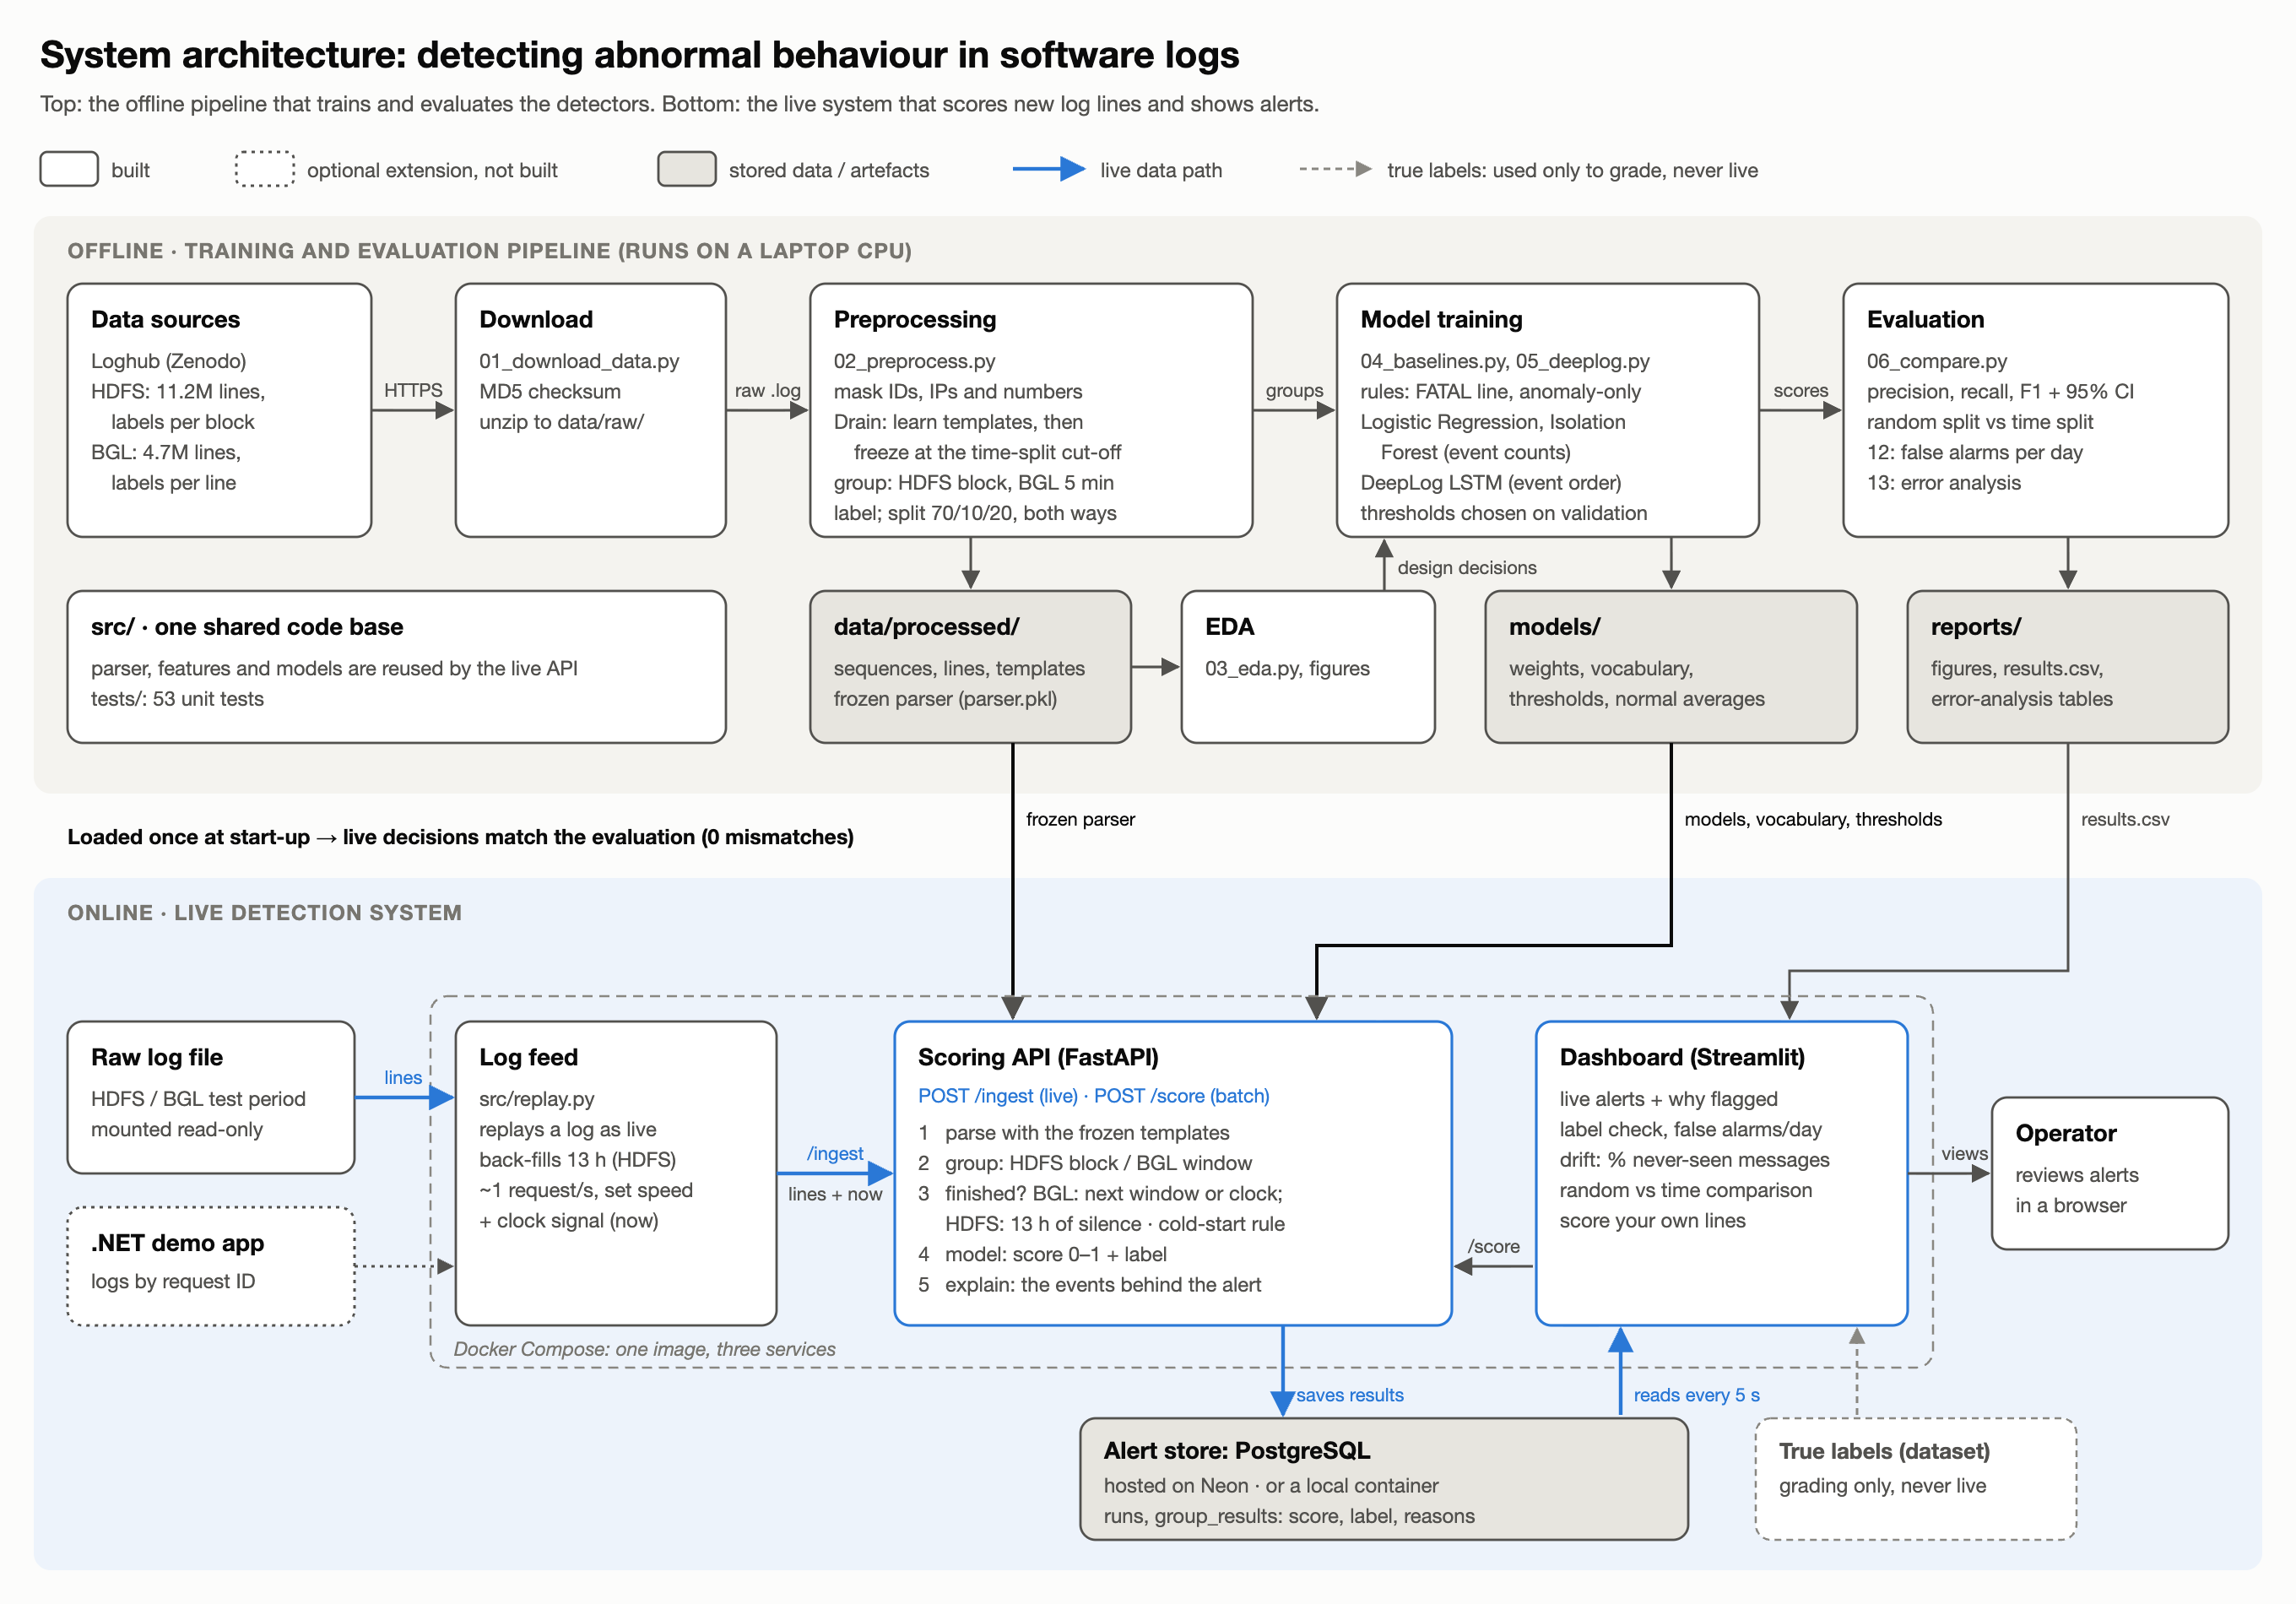 System architecture: detecting abnormal behaviour in software logs
Top: the offline pipeline that trains and evaluates the detectors. Bottom: the live system that scores new log lines and shows alerts.
built
optional extension, not built
stored data / artefacts
live data path
true labels: used only to grade, never live
OFFLINE · TRAINING AND EVALUATION PIPELINE (RUNS ON A LAPTOP CPU)
Data sources
Loghub (Zenodo)
HDFS: 11.2M lines,
labels per block
BGL: 4.7M lines,
labels per line
HTTPS
Download
01_download_data.py
MD5 checksum
unzip to data/raw/
raw .log
Preprocessing
02_preprocess.py
mask IDs, IPs and numbers
Drain: learn templates, then
freeze at the time-split cut-off
group: HDFS block, BGL 5 min
label; split 70/10/20, both ways
groups
Model training
04_baselines.py, 05_deeplog.py
rules: FATAL line, anomaly-only
Logistic Regression, Isolation
Forest (event counts)
DeepLog LSTM (event order)
thresholds chosen on validation
scores
Evaluation
06_compare.py
precision, recall, F1 + 95% CI
random split vs time split
12: false alarms per day
13: error analysis
design decisions
src/ · one shared code base
parser, features and models are reused by the live API
tests/: 53 unit tests
data/processed/
sequences, lines, templates
frozen parser (parser.pkl)
EDA
03_eda.py, figures
models/
weights, vocabulary,
thresholds, normal averages
reports/
figures, results.csv,
error-analysis tables
Loaded once at start-up → live decisions match the evaluation (0 mismatches)
frozen parser
models, vocabulary, thresholds
results.csv
ONLINE · LIVE DETECTION SYSTEM
Raw log file
HDFS / BGL test period
mounted read-only
lines
.NET demo app
logs by request ID
Log feed
src/replay.py
replays a log as live
back-fills 13 h (HDFS)
~1 request/s, set speed
+ clock signal (now)
/ingest
lines + now
Scoring API (FastAPI)
POST /ingest (live) · POST /score (batch)
1 parse with the frozen templates
2 group: HDFS block / BGL window
3 finished? BGL: next window or clock;
HDFS: 13 h of silence · cold-start rule
4 model: score 0–1 + label
5 explain: the events behind the alert
/score
Dashboard (Streamlit)
live alerts + why flagged
label check, false alarms/day
drift: % never-seen messages
random vs time comparison
score your own lines
views
Operator
reviews alerts
in a browser
Docker Compose: one image, three services
saves results
reads every 5 s
Alert store: PostgreSQL
hosted on Neon · or a local container
runs, group_results: score, label, reasons
True labels (dataset)
grading only, never live